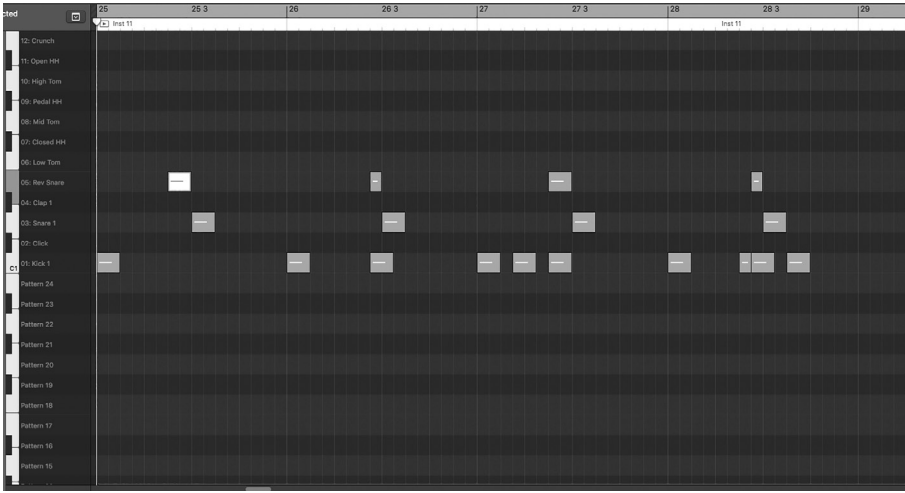 cted
25 25 3 26 26 3 27 27 3 28 28 3 29
Inst 11 Inst 11
12: Crunch
11: Open HH
10: High Tom
09: Pedal HH
08: Mid Tom
07: Closed HH
06: Low Tom
05: Rev Snare
04: Clap 1
03: Snare 1
02: Click
C1 01: Kick 1
Pattern 24
Pattern 23
Pattern 22
Pattern 21
Pattern 20
Pattern 19
Pattern 18
Pattern 17
Pattern 16
Pattern 15